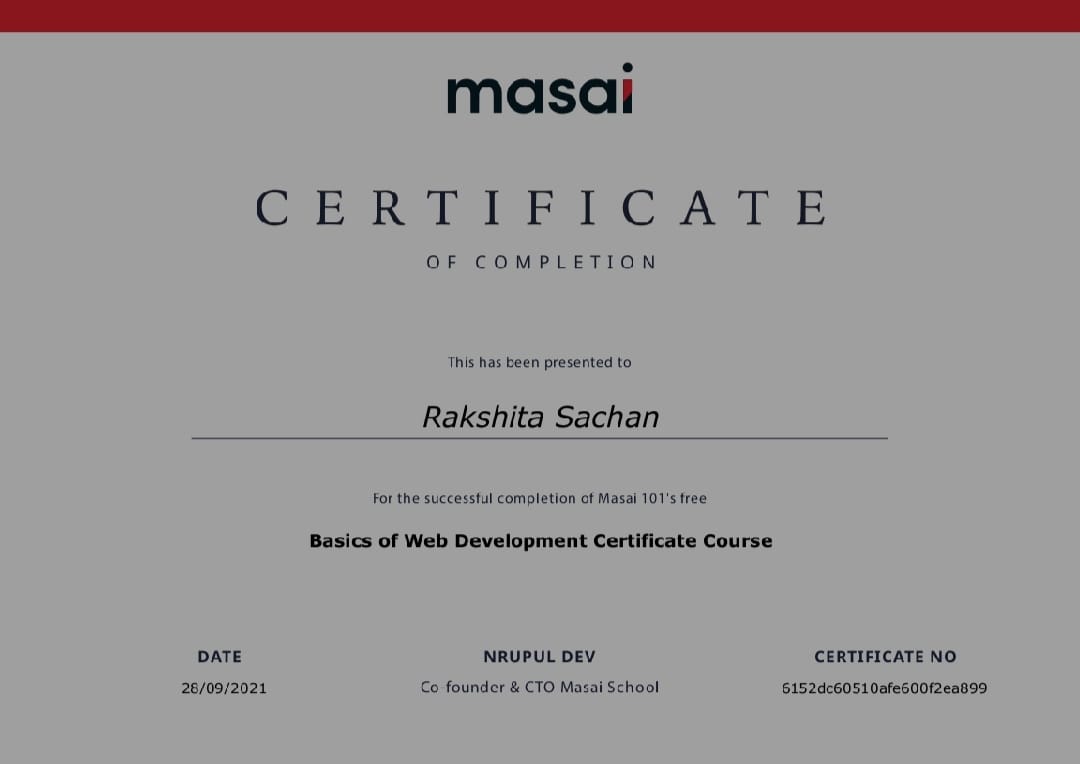 masai
CERTIFICATE
OF COMPLETION
This has been presented to
Rakshita Sachan
For the successful completion of Masai 101's free
Basics of Web Development Certificate Course
DATE
NRUPUL DEV
CERTIFICATE NO
28/09/2021
Co-founder & CTO Masai School
6152dc60510afe600f2ea899